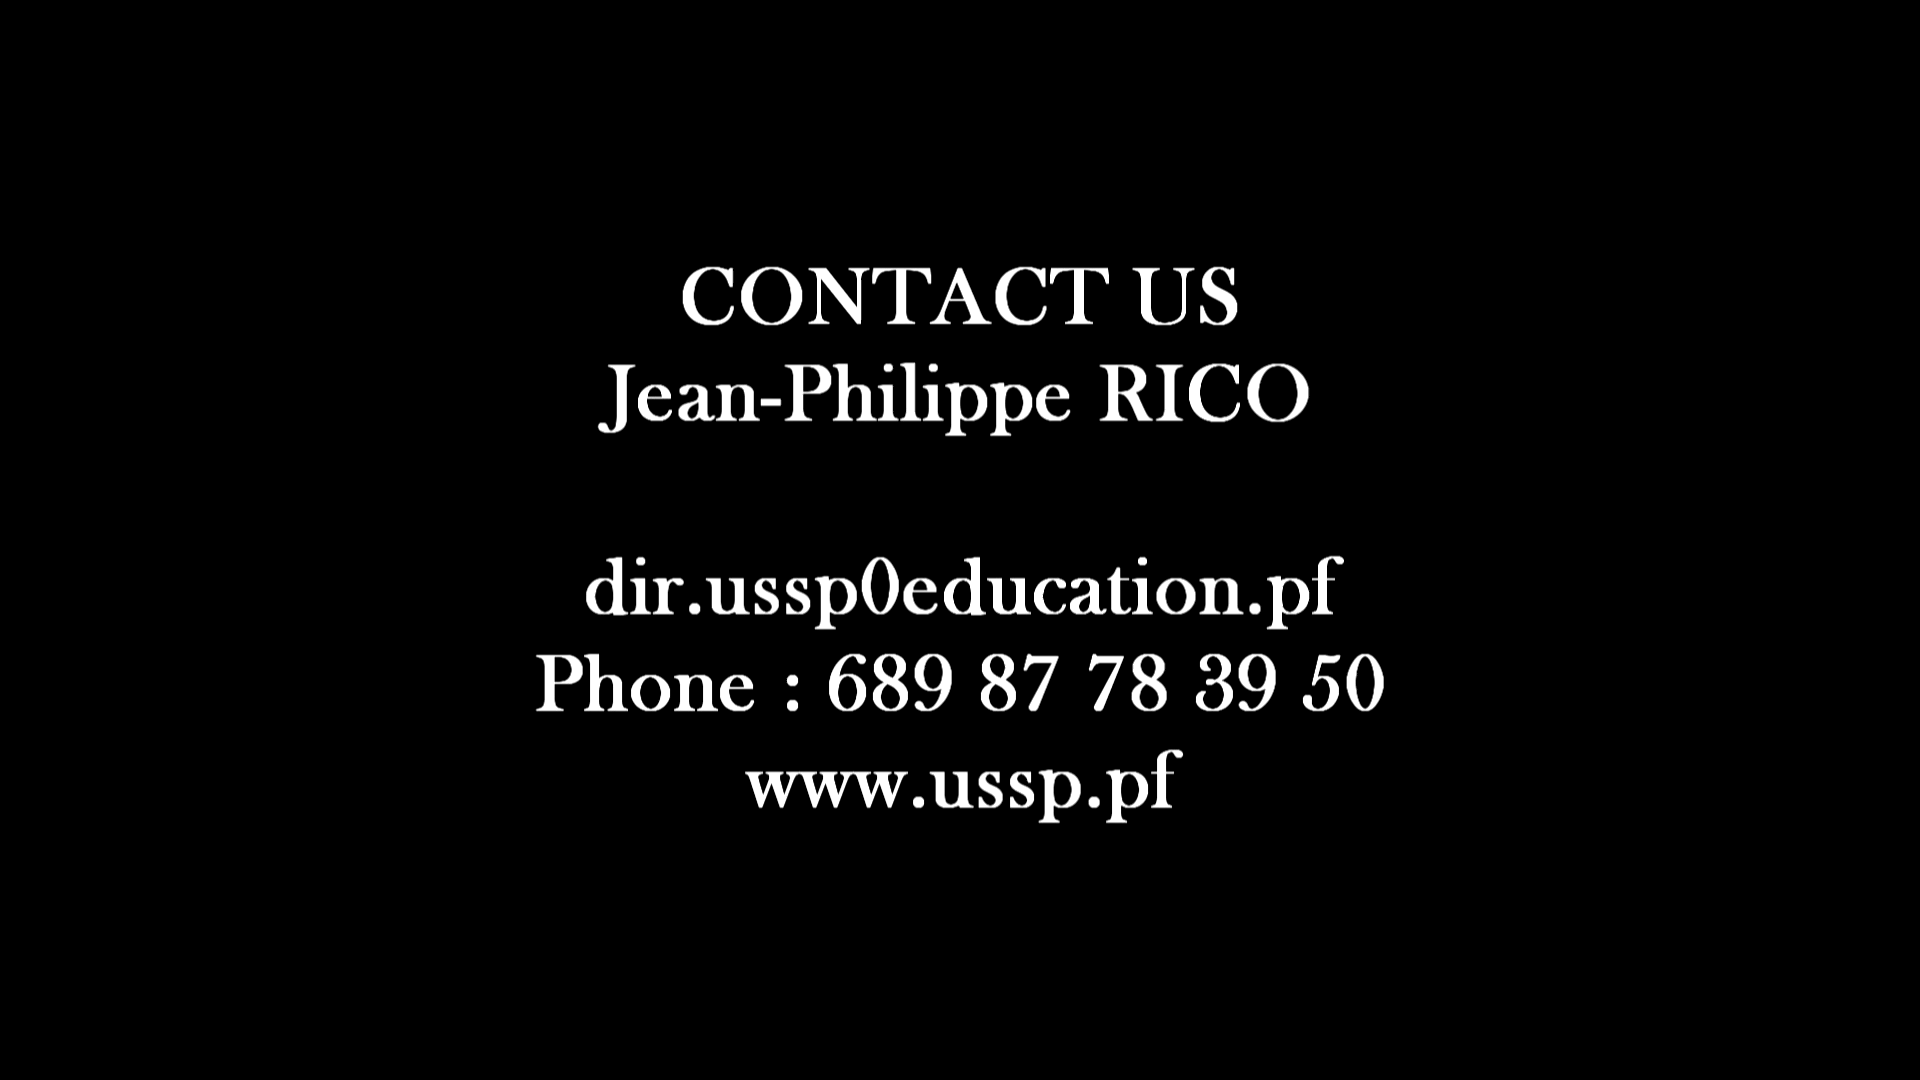 CONTACT US
Jean-Philippe RICO
dir.ussp0education.pf
Phone : 689 87 78 39 50
www.ussp.pf